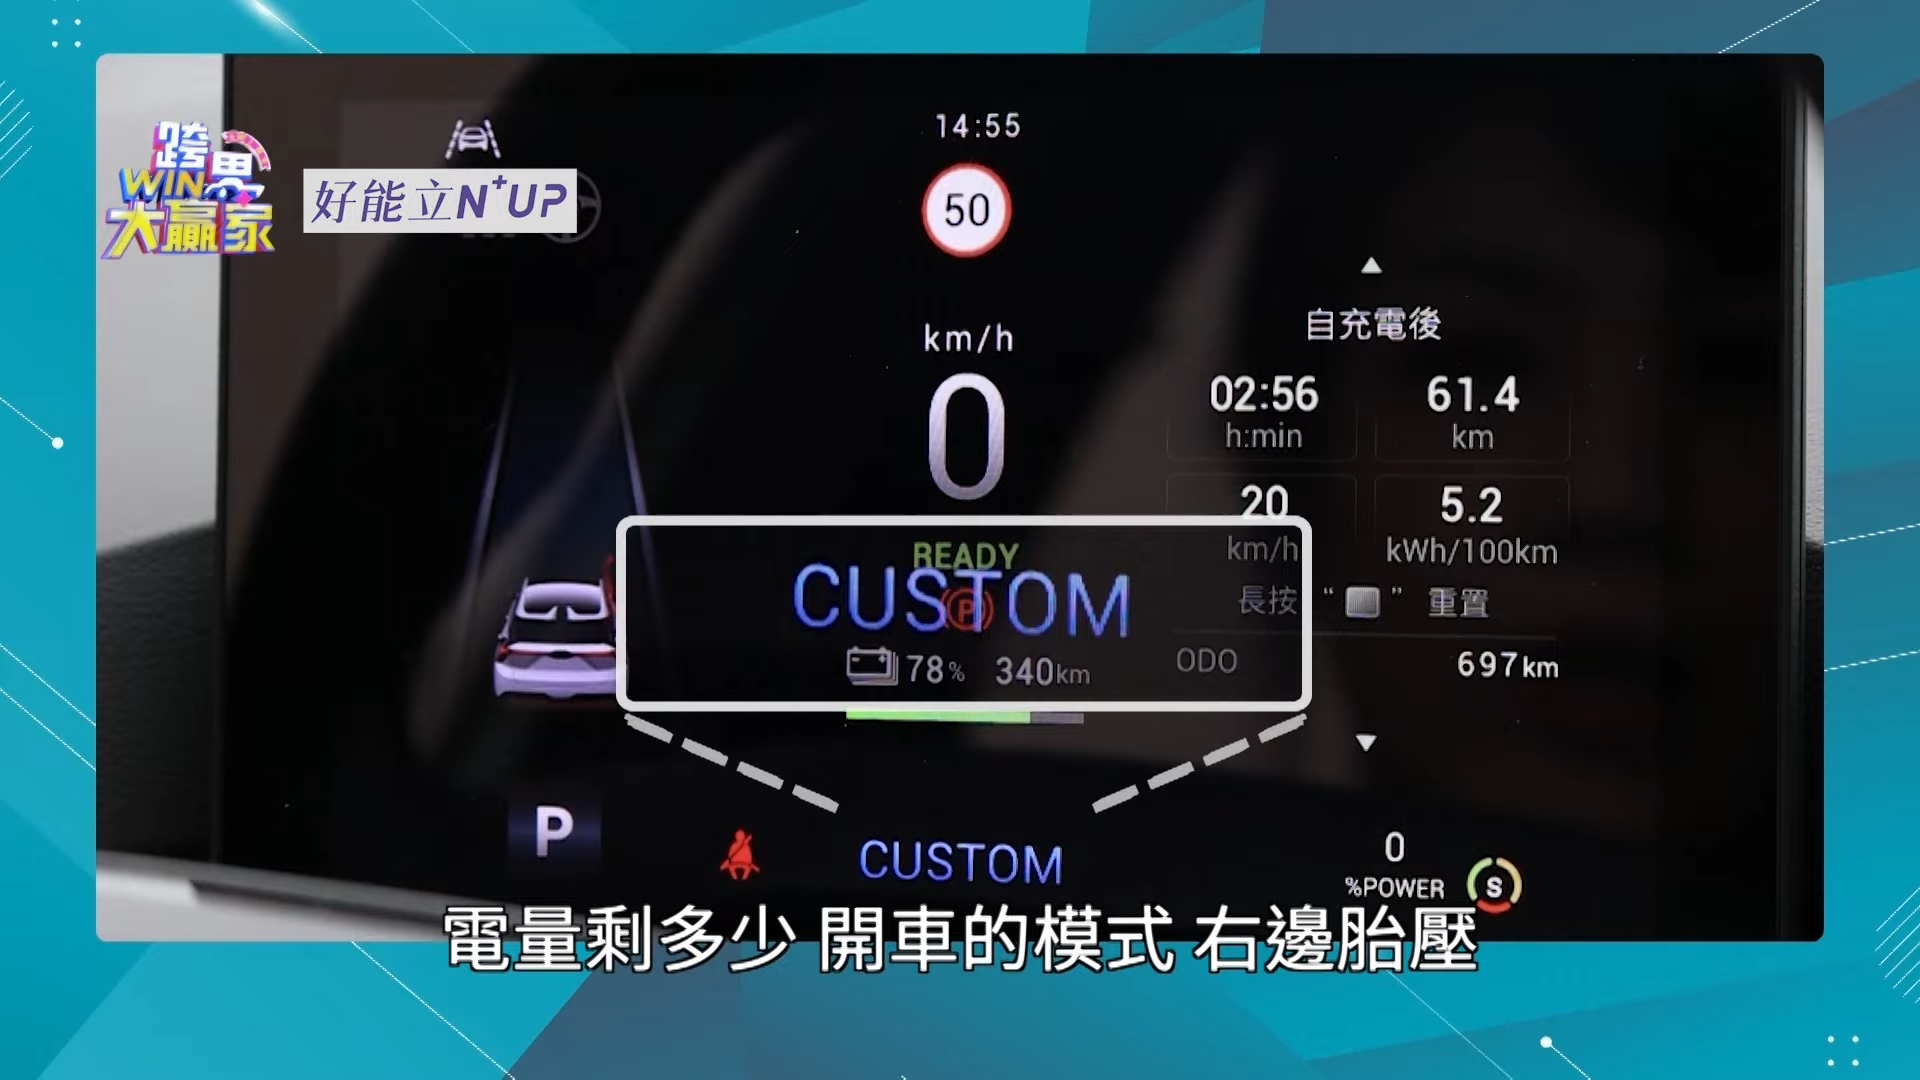 14:55
跨界
WIN
大贏家
好能立N⁺UP
50
km/h
0
自充電後
02:56
h:min
61.4
km
20
km/h
5.2
kWh/100km
長按 “ ” 重置
READY
CUSTOM
P
78% 340km
ODO 697km
P
CUSTOM
0
%POWER
S
電量剩多少 開車的模式 右邊胎壓